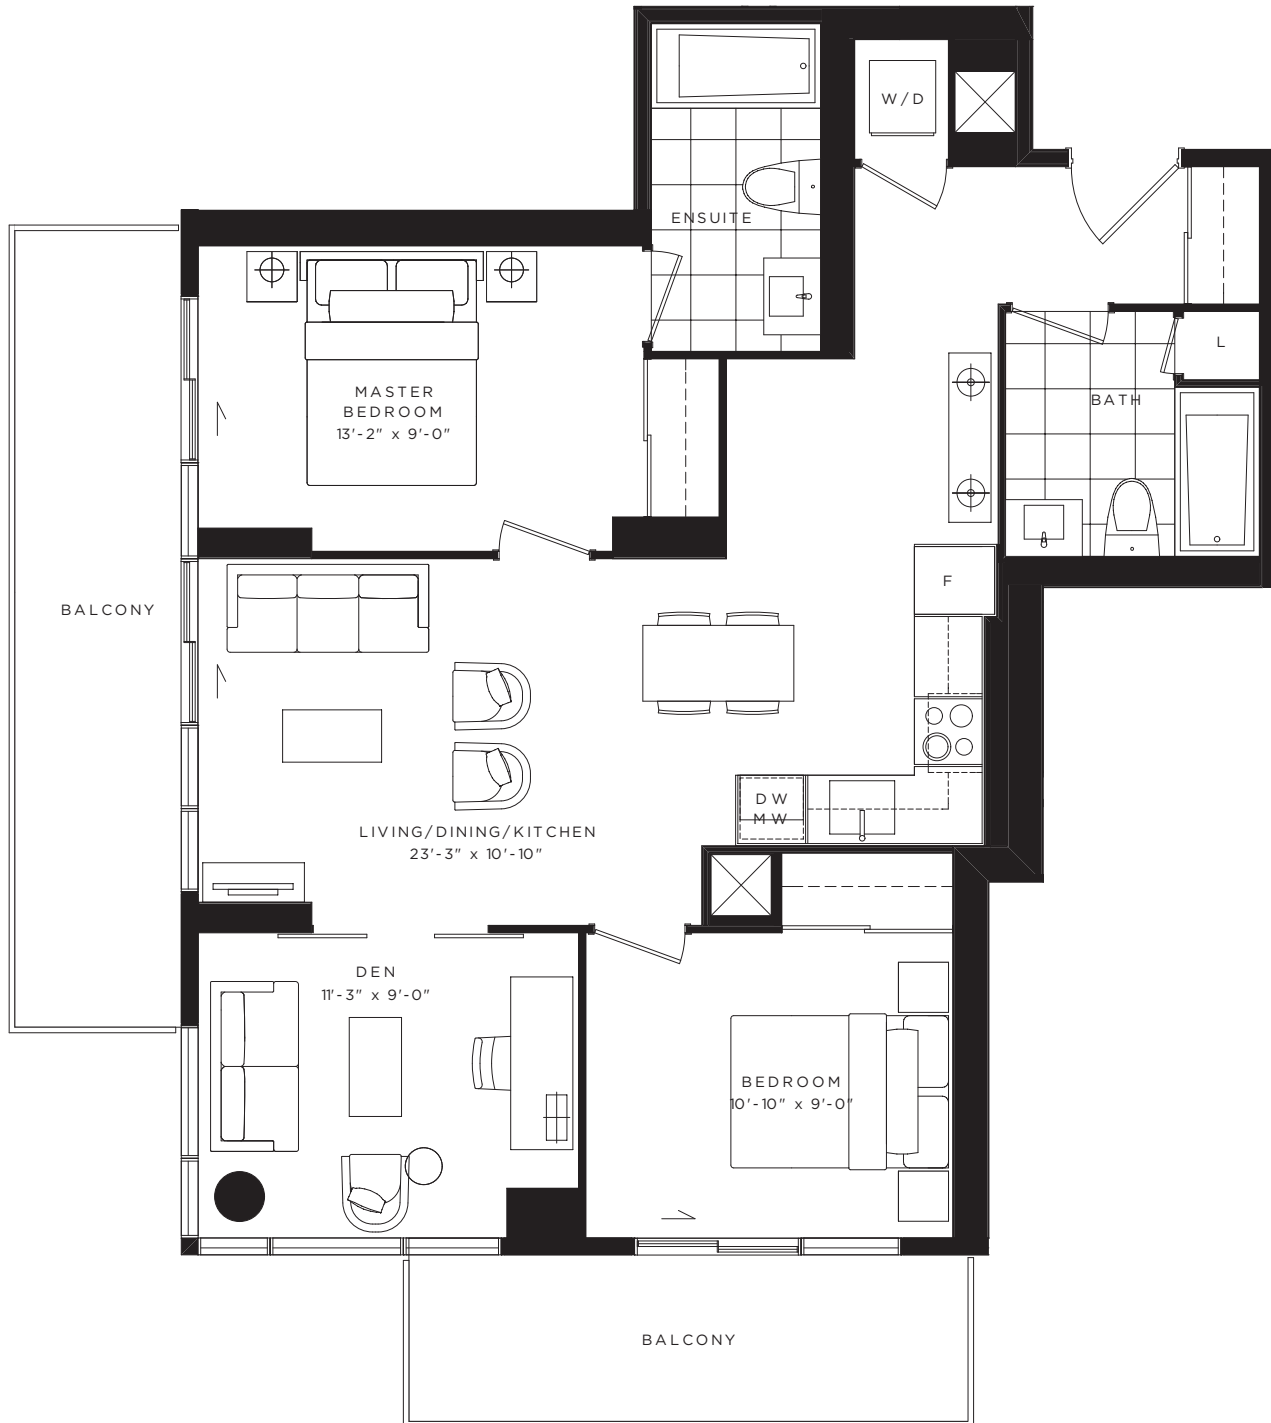 W/D
ENSUITE
L
MASTER
BEDROOM
13'-2" x 9'-0"
BATH
F
BALCONY
DW
MW
LIVING/DINING/KITCHEN
23'-3" x 10'-10"
DEN
11'-3" x 9'-0"
BEDROOM
10'-10" x 9'-0"
BALCONY